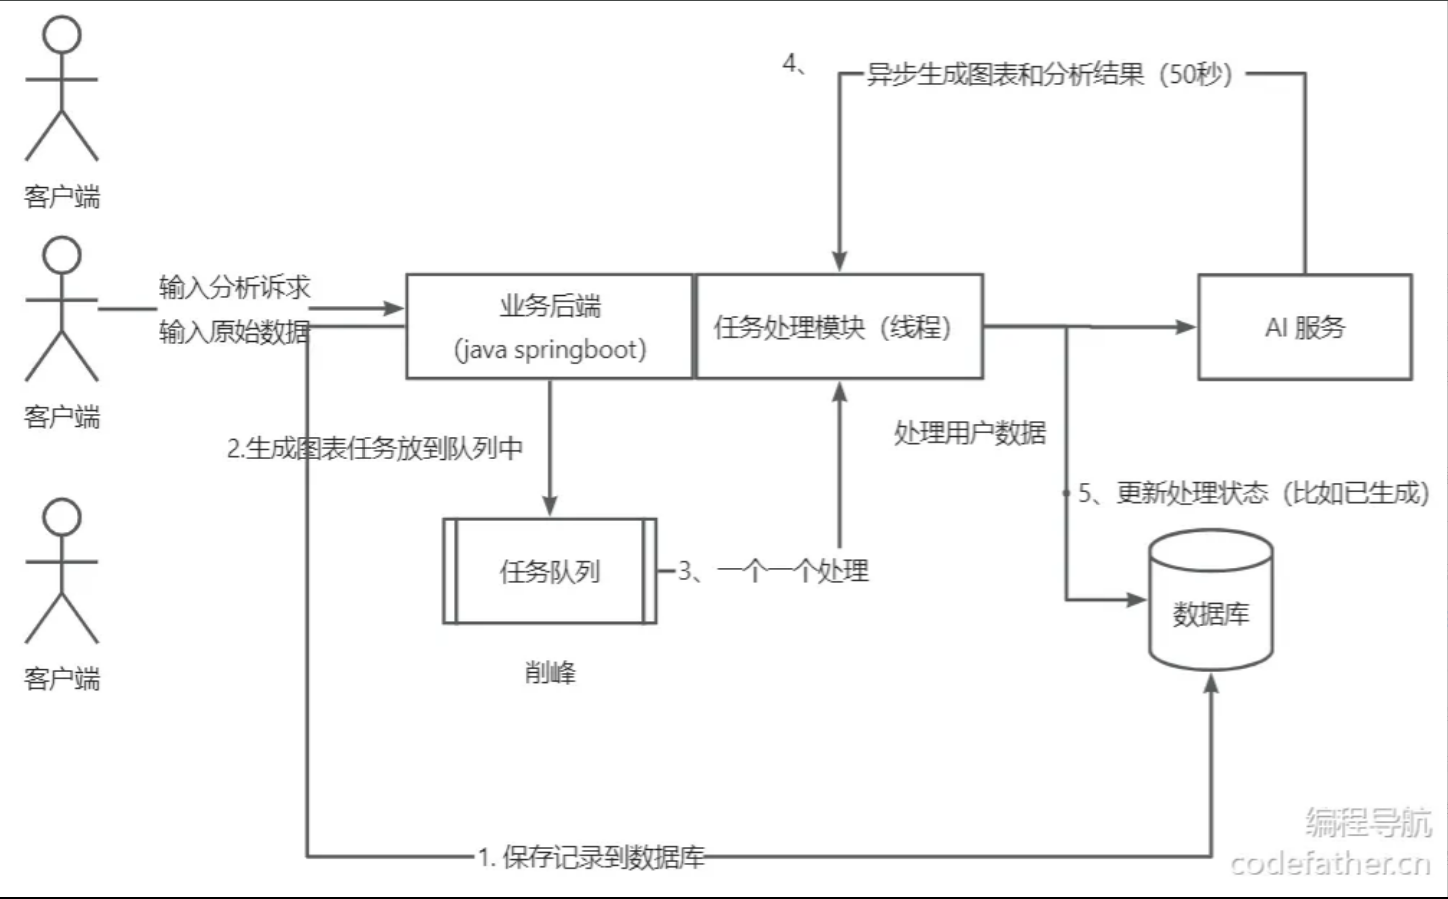 4、
异步生成图表和分析结果（50秒）
客户端
输入分析诉求
输入原始数据
客户端
业务后端
（java springboot）
任务处理模块（线程）
AI 服务
2.生成图表任务放到队列中
处理用户数据
5、更新处理状态（比如已生成）
任务队列
3、一个一个处理
数据库
削峰
客户端
1. 保存记录到数据库
编程导航
codefather.cn